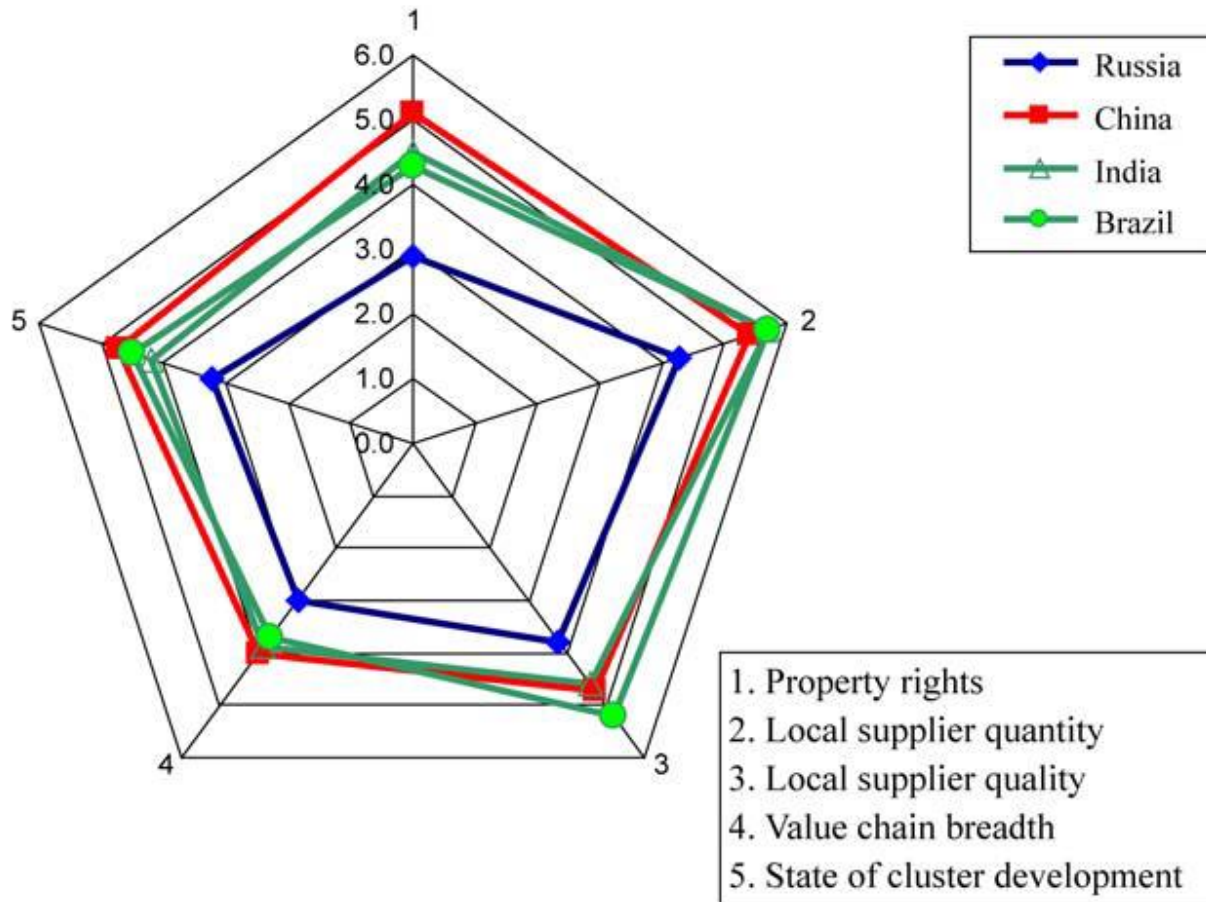 1
6.0
5.0
4.0
3.0
2.0
1.0
0.0
2
3
4
5
Russia
China
India
Brazil
1. Property rights
2. Local supplier quantity
3. Local supplier quality
4. Value chain breadth
5. State of cluster development